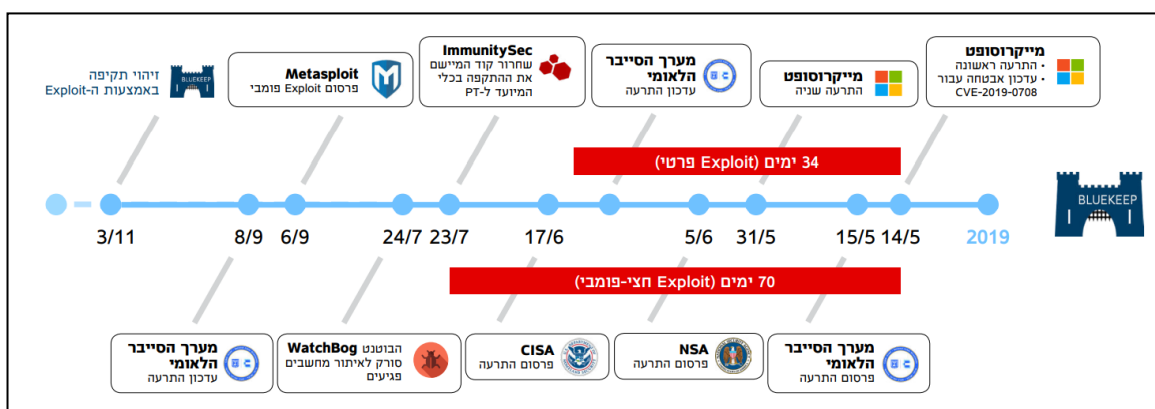 מייקרוסופט
• התרעה ראשונה
• עדכון אבטחה עבור
CVE-2019-0708
מייקרוסופט
התרעה שניה
מערך הסייבר
הלאומי
עדכון התרעה
ImmunitySec
שחרור קוד המיישם
את ההתקפה בכלי
המיועד ל-PT
Metasploit
פרסום Exploit פומבי
זיהוי תקיפה
באמצעות ה-Exploit
BLUEKEEP
34 ימים (Exploit פרטי)
BLUEKEEP
2019
14/5
15/5
31/5
5/6
17/6
23/7
24/7
6/9
8/9
3/11
70 ימים (Exploit חצי-פומבי)
מערך הסייבר
הלאומי
פרסום התרעה
NSA
פרסום התרעה
CISA
פרסום התרעה
הבוטנט WatchBog
סורק לאיתור מחשבים
פגיעים
מערך הסייבר
הלאומי
עדכון התרעה